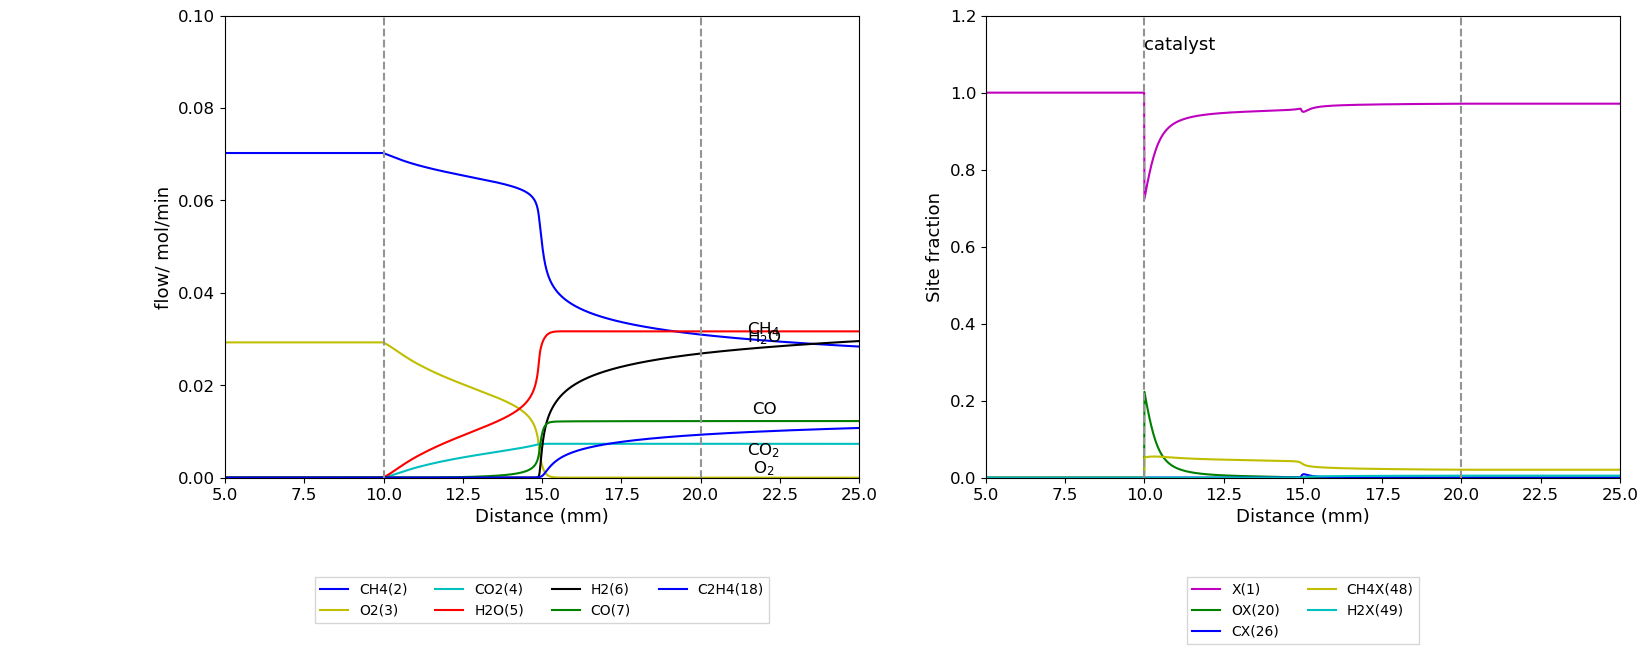 0.10
0.08
0.06
0.04
0.02
0.00
flow/ mol/min
CH4
H2O
CO
CO2
O2
5.0 7.5 10.0 12.5 15.0 17.5 20.0 22.5 25.0
Distance (mm)
CH4(2) CO2(4) H2(6) C2H4(18)
O2(3) H2O(5) CO(7)
1.2
1.0
0.8
0.6
0.4
0.2
0.0
Site fraction
catalyst
5.0 7.5 10.0 12.5 15.0 17.5 20.0 22.5 25.0
Distance (mm)
X(1) CH4X(48)
OX(20) H2X(49)
CX(26)